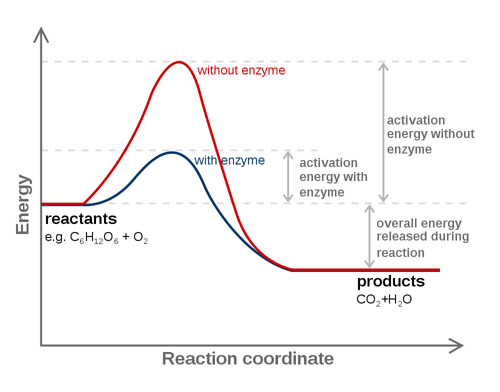 without enzyme
with enzyme
activation
energy without
enzyme
activation
energy with
enzyme
reactants
e.g. C₆H₁₂O₆ + O₂
overall energy
released during
reaction
products
CO₂+H₂O
Energy
Reaction coordinate